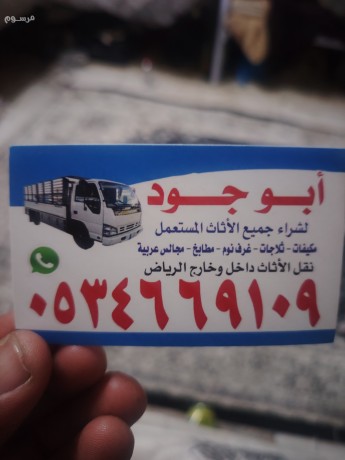 مرسوم
أبو جـــود
لشراء جميع الأثاث المستعمل
مكيفات - ثلاجات - غرف نوم - مطابخ - مجالس عربية
نقل الأثاث داخل وخارج الرياض
٠٥٣٤٦٦٩١٠٩